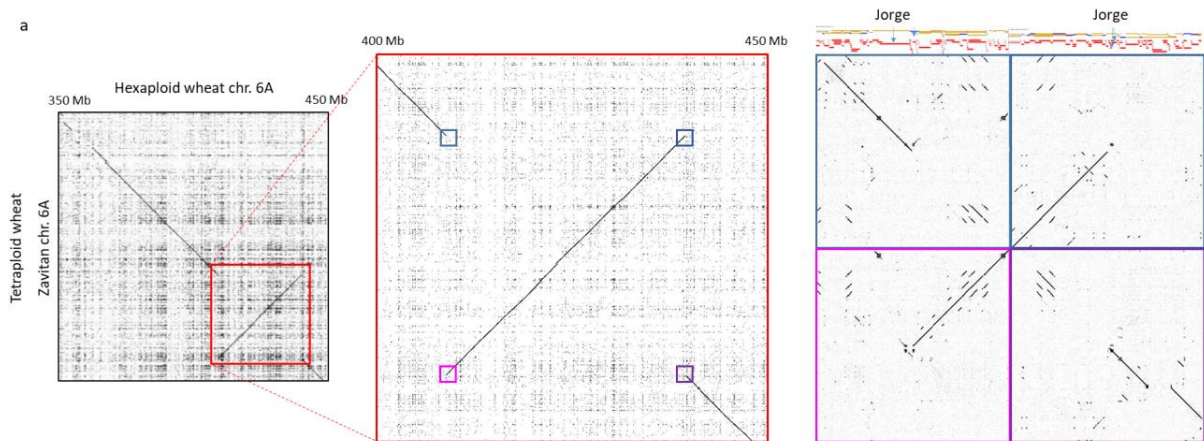 a
Jorge
Jorge
400 Mb
450 Mb
Hexaploid wheat chr. 6A
350 Mb
450 Mb
Tetraploid wheat
Zavitan chr. 6A